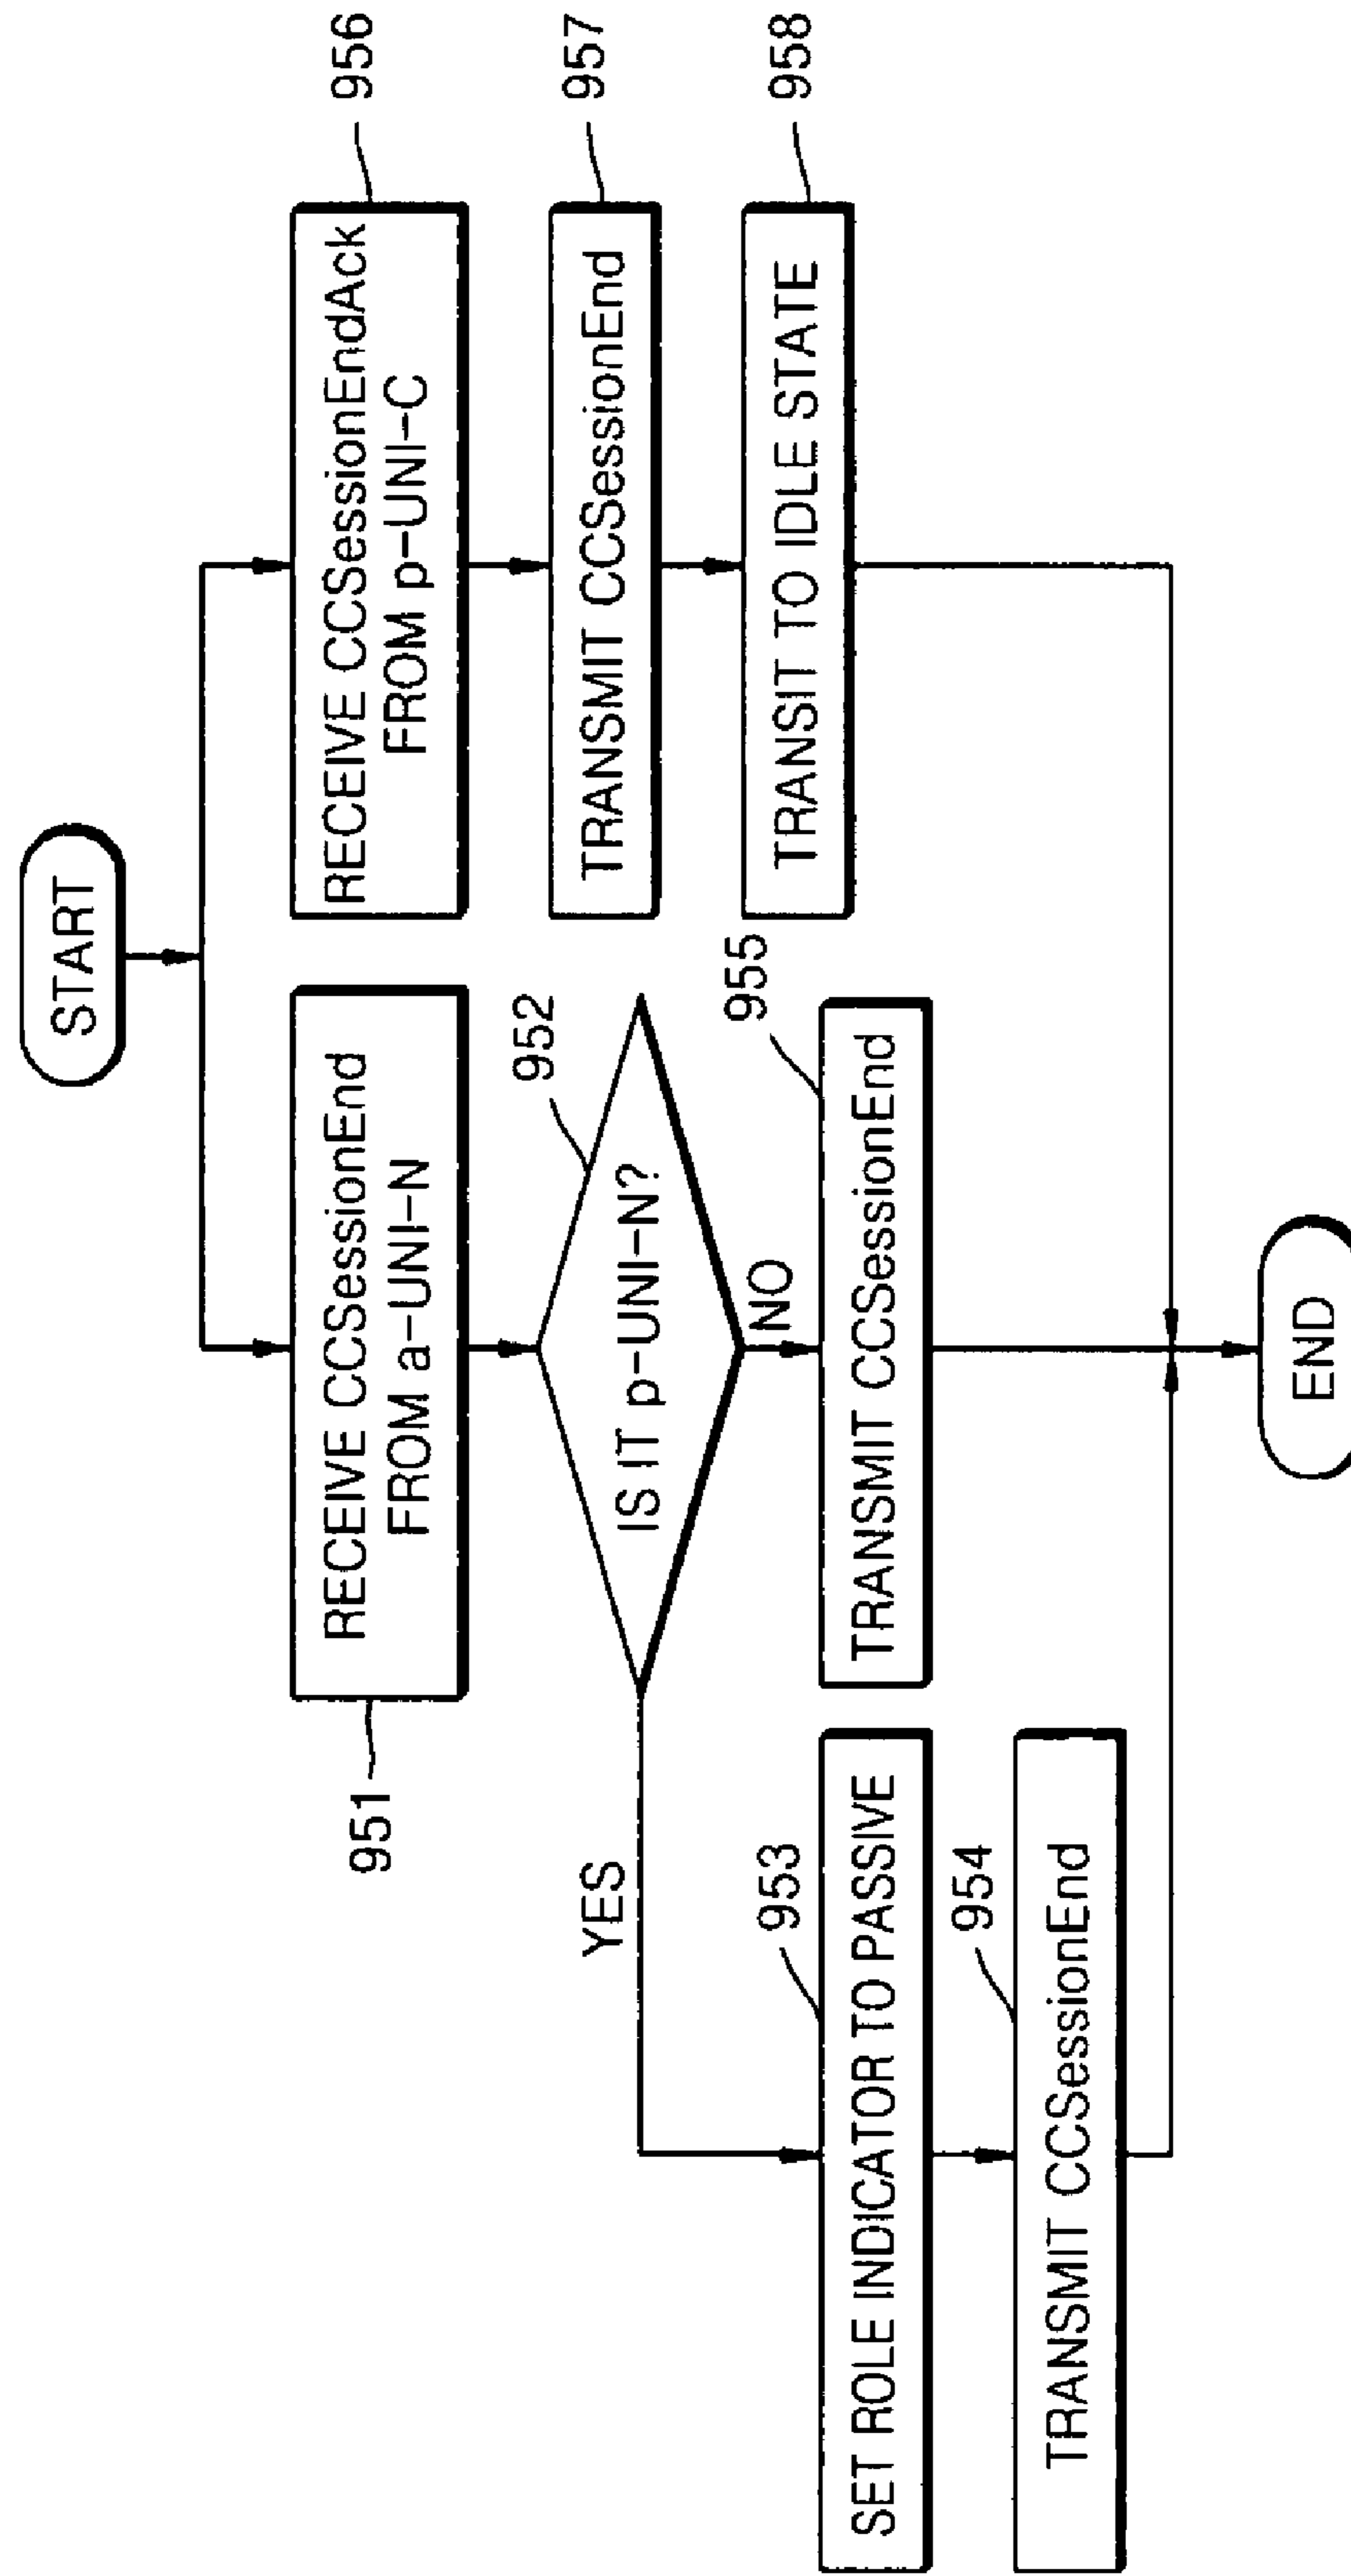 START
RECEIVE CCSessionEnd
FROM a-UNI-N
951
IS IT p-UNI-N?
952
YES
NO
SET ROLE INDICATOR TO PASSIVE
953
TRANSMIT CCSessionEnd
954
TRANSMIT CCSessionEnd
955
RECEIVE CCSessionEndAck
FROM p-UNI-C
956
TRANSMIT CCSessionEnd
957
TRANSIT TO IDLE STATE
958
END